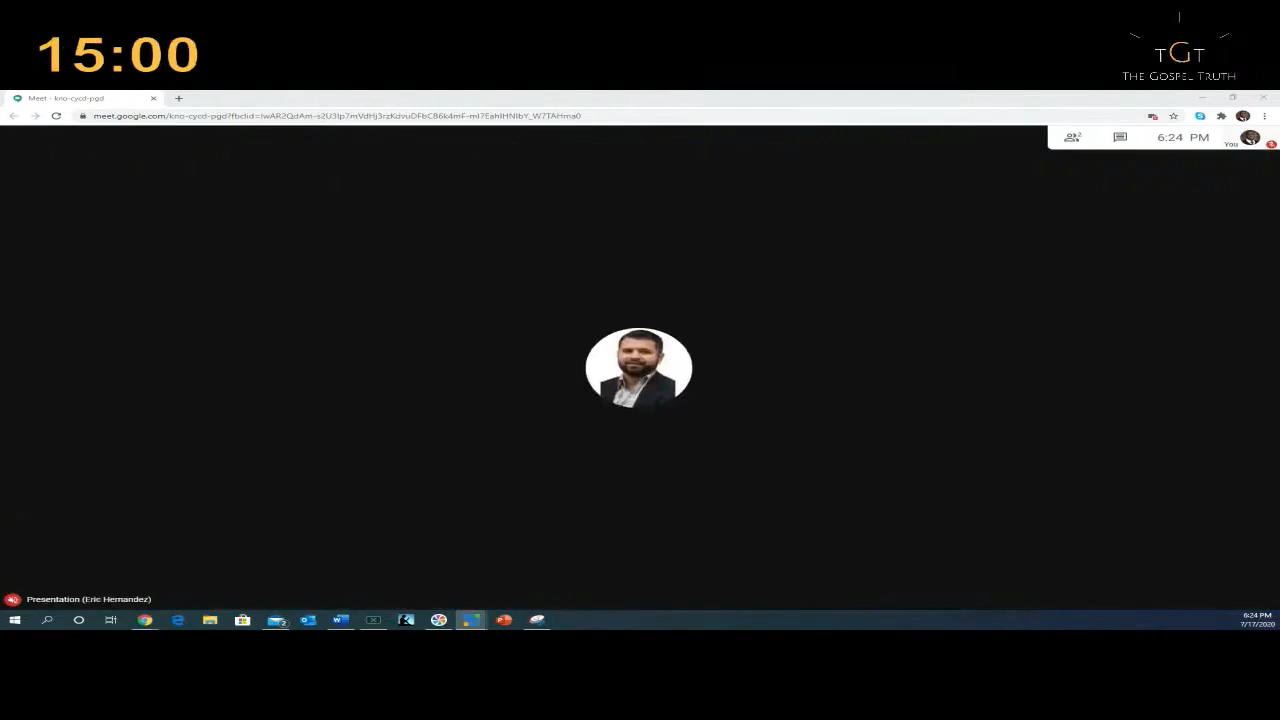 15:00
TGT
THE GOSPEL TRUTH
Meet - kno-cycd-pgd
6:24 PM
You
Presentation (Eric Hernandez)
6:24 PM
7/17/2020